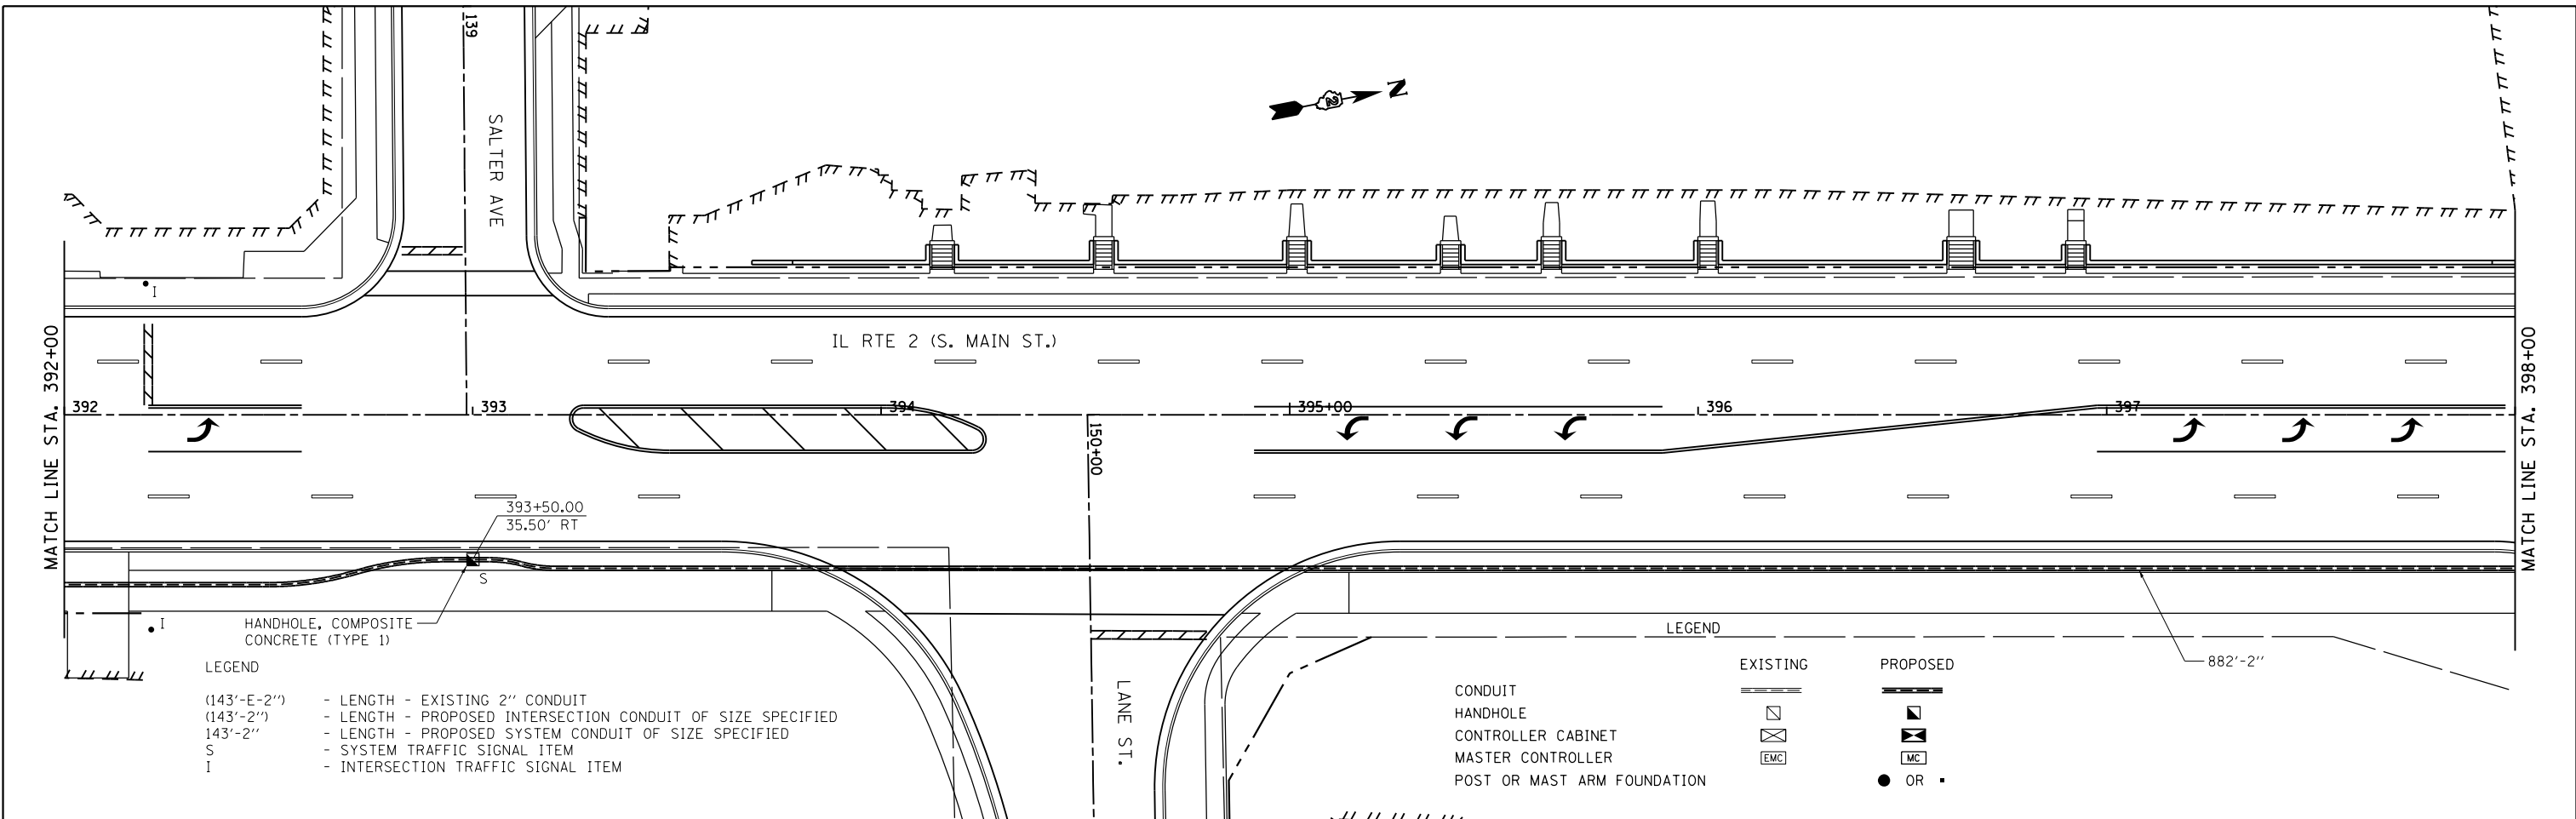 139
SALTER AVE
N
2
I
IL RTE 2 (S. MAIN ST.)
MATCH LINE STA. 392+00
MATCH LINE STA. 398+00
392
393
394
395+00
396
397
150+00
393+50.00
35.50' RT
S
I
HANDHOLE, COMPOSITE
CONCRETE (TYPE 1)
LANE ST.
882'-2''
LEGEND
(143'-E-2'') - LENGTH - EXISTING 2'' CONDUIT
(143'-2'') - LENGTH - PROPOSED INTERSECTION CONDUIT OF SIZE SPECIFIED
143'-2'' - LENGTH - PROPOSED SYSTEM CONDUIT OF SIZE SPECIFIED
S - SYSTEM TRAFFIC SIGNAL ITEM
I - INTERSECTION TRAFFIC SIGNAL ITEM
LEGEND
EXISTING PROPOSED
CONDUIT
HANDHOLE
CONTROLLER CABINET
MASTER CONTROLLER EMC MC
POST OR MAST ARM FOUNDATION OR